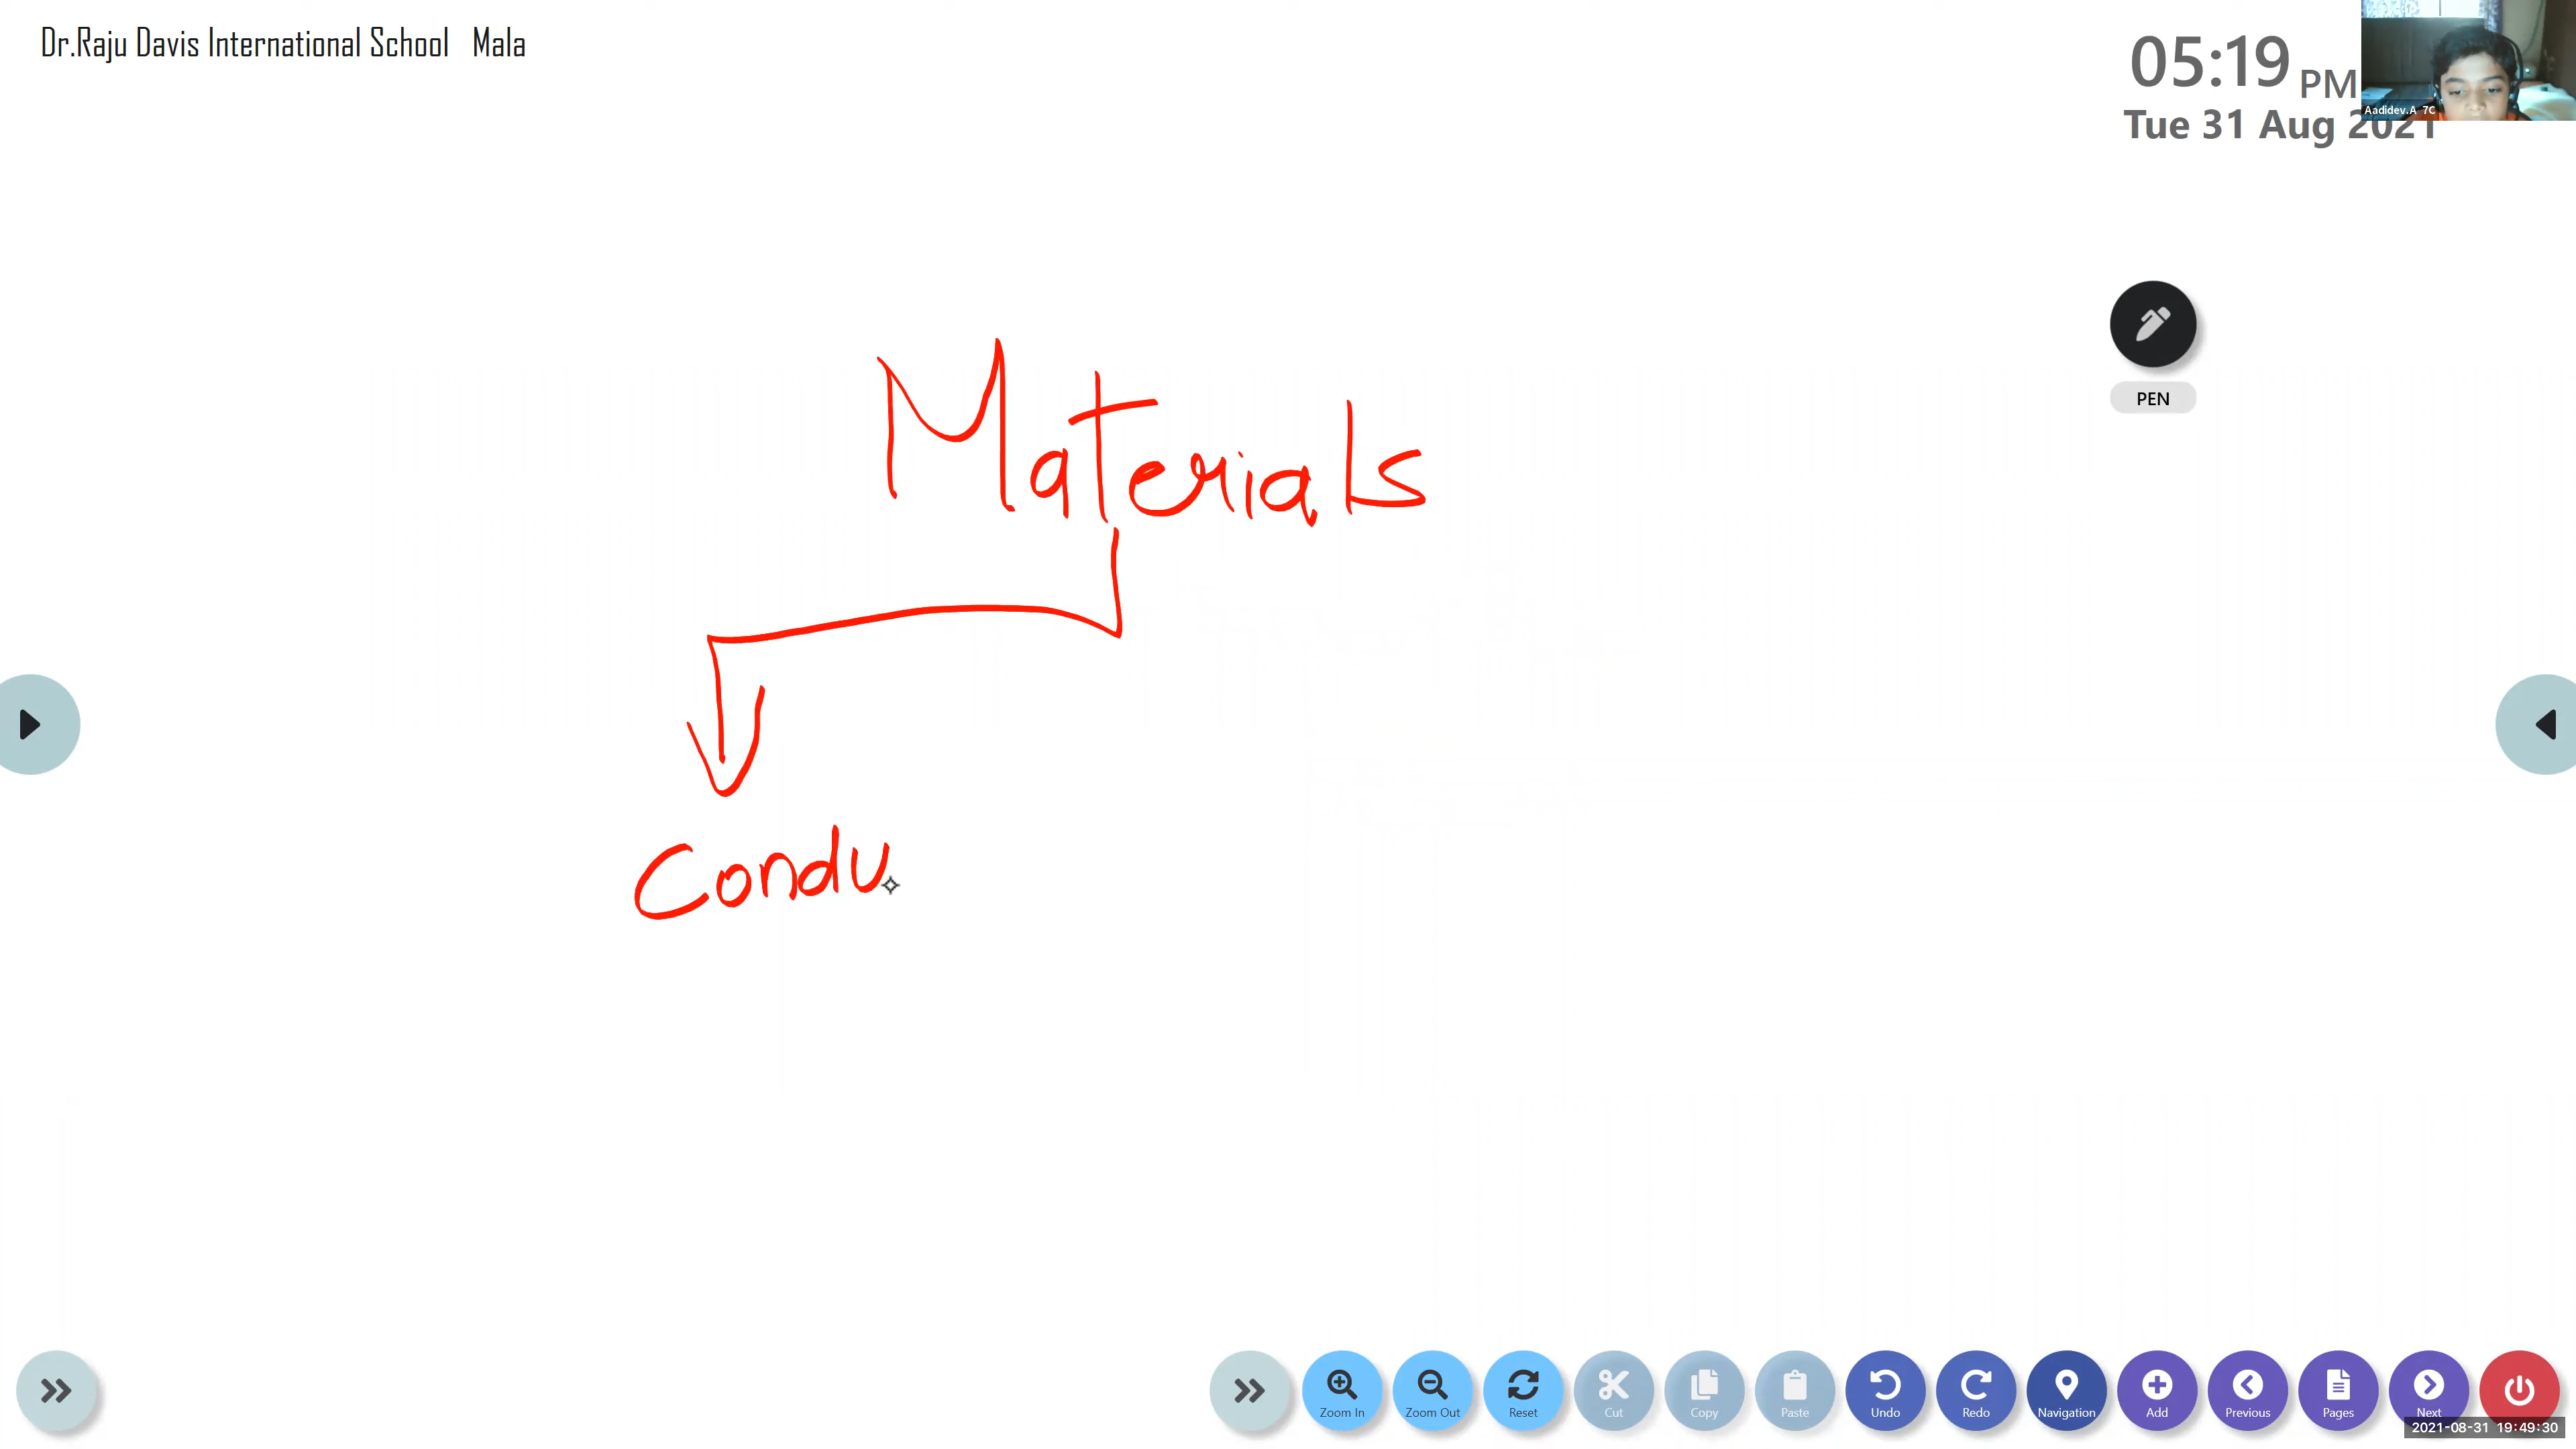 Dr.Raju Davis International School Mala
05:19 PM
Tue 31 Aug 2021
Aadidev.A 7C
PEN
Materials
Condu
Zoom In Zoom Out Reset Cut Copy Paste Undo Redo Navigation Add Previous Pages Next
2021-08-31 19:49:30